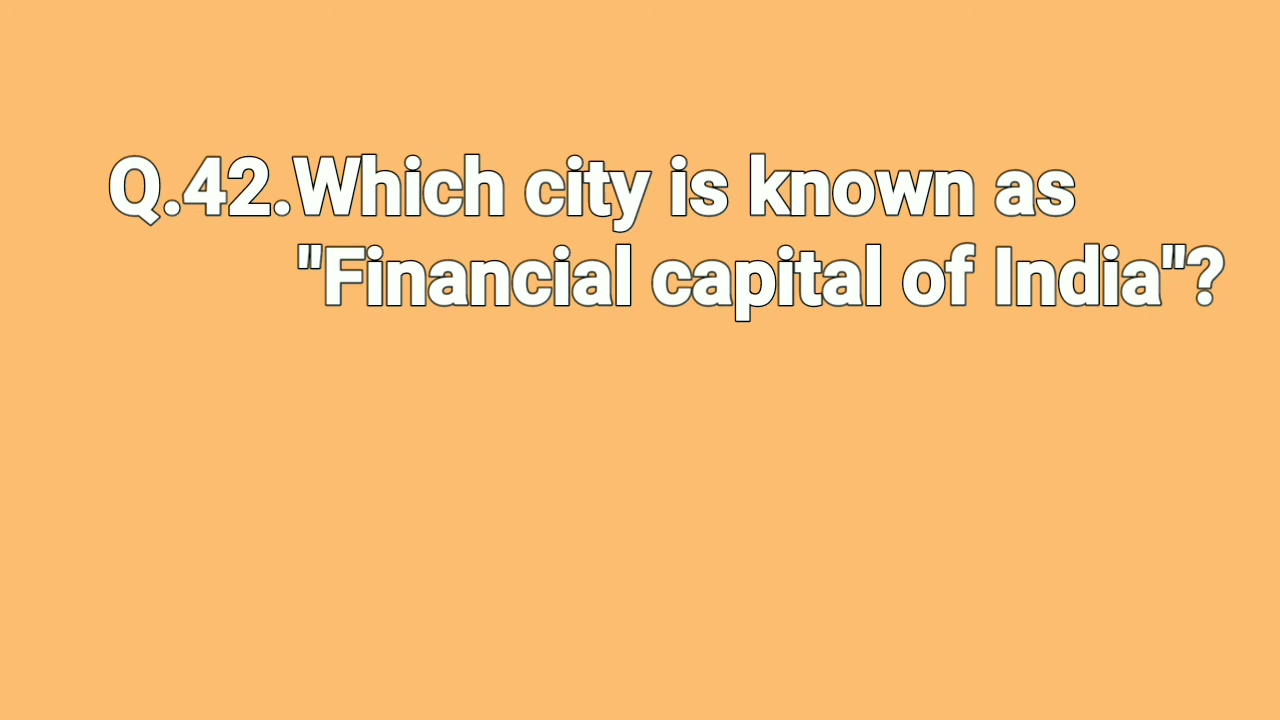 Q.42.Which city is known as
"Financial capital of India"?